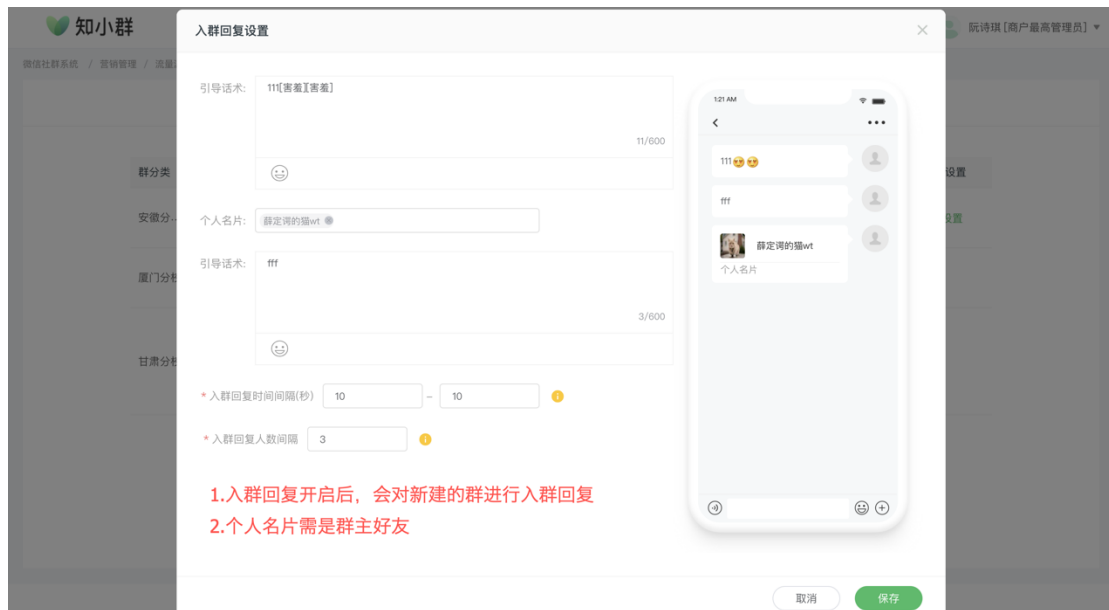 知小群
入群回复设置
阮诗琪[商户最高管理员]
微信社群系统 / 营销管理 / 流量
引导话术: 111[害羞][害羞]
11/600
个人名片: 薛定谔的猫wt
引导话术: fff
3/600
* 入群回复时间间隔(秒) 10 – 10
* 入群回复人数间隔 3
1.入群回复开启后，会对新建的群进行入群回复
2.个人名片需是群主好友
取消 保存
1:21 AM
111
fff
薛定谔的猫wt
个人名片
群分类
安徽分..
厦门分
甘肃分
设置
设置